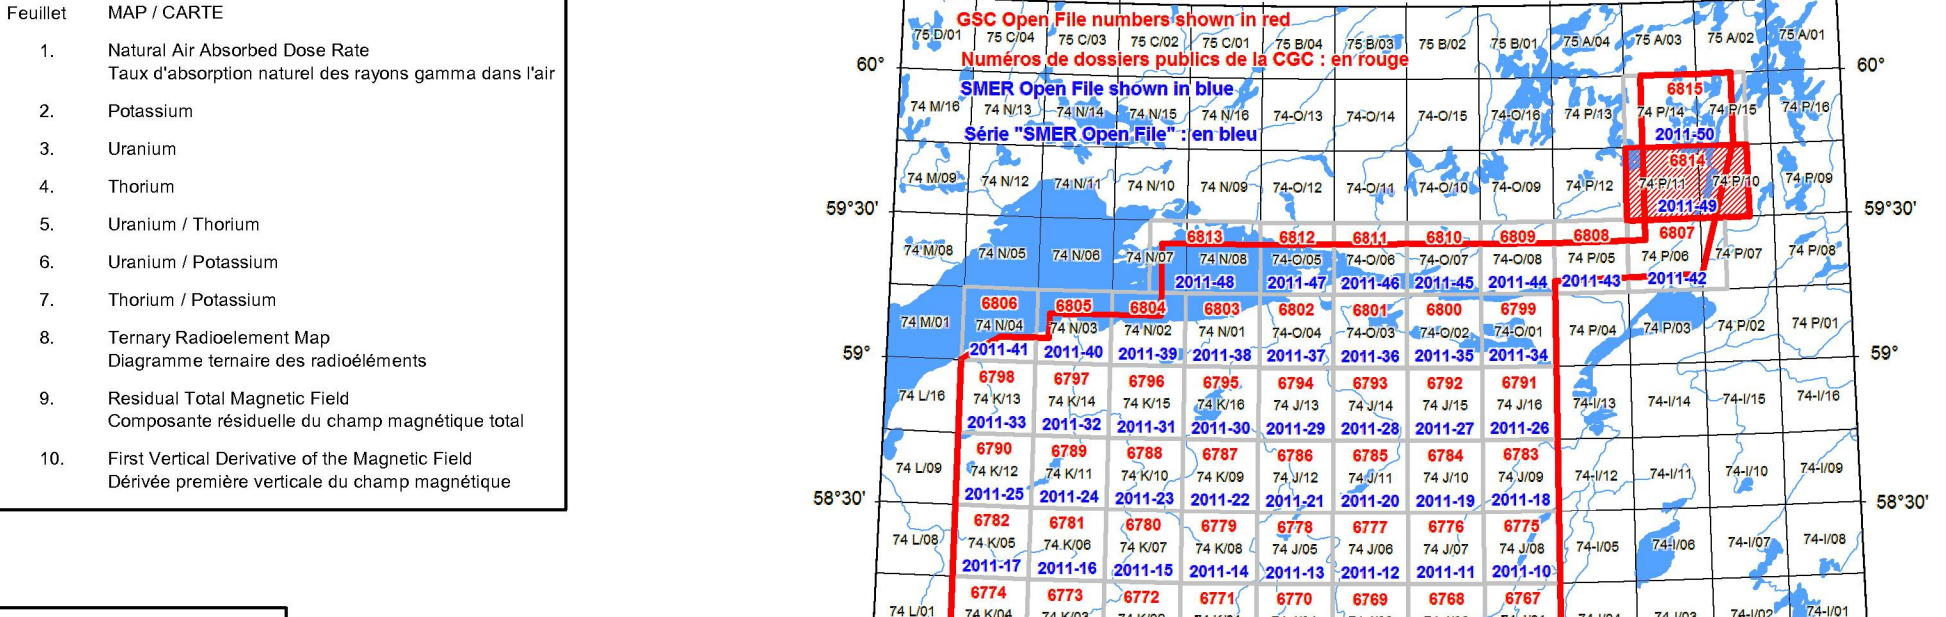 Feuillet MAP / CARTE
1. Natural Air Absorbed Dose Rate
Taux d'absorption naturel des rayons gamma dans l'air
2. Potassium
3. Uranium
4. Thorium
5. Uranium / Thorium
6. Uranium / Potassium
7. Thorium / Potassium
8. Ternary Radioelement Map
Diagramme ternaire des radioéléments
9. Residual Total Magnetic Field
Composante résiduelle du champ magnétique total
10. First Vertical Derivative of the Magnetic Field
Dérivée première verticale du champ magnétique
GSC Open File numbers shown in red
75 D/01 75 C/04 75 C/03 75 C/02 75 C/01 75 B/04 75 B/03 75 B/02 75 B/01 75 A/04 75 A/03 75 A/02 75 A/01
Numéros de dossiers publics de la CGC : en rouge
60° 60°
SMER Open File shown in blue
6815
74 M/16 74 N/13 74 N/14 74 N/15 74 N/16 74-O/13 74-O/14 74-O/15 74-O/16 74 P/13 74 P/14 74 P/15 74 P/16
Série "SMER Open File" : en bleu
2011-50
6814
74 M/09 74 N/12 74 N/11 74 N/10 74 N/09 74-O/12 74-O/11 74-O/10 74-O/09 74 P/12 74 P/11 74 P/10 74 P/09
2011-49
59°30' 59°30'
6813 6812 6811 6810 6809 6808 6807
74 M/08 74 N/05 74 N/06 74 N/07 74 N/08 74-O/05 74-O/06 74-O/07 74-O/08 74 P/05 74 P/06 74 P/07 74 P/08
2011-48 2011-47 2011-46 2011-45 2011-44 2011-43 2011-42
6806 6805 6804 6803 6802 6801 6800 6799
74 M/01 74 N/04 74 N/03 74 N/02 74 N/01 74-O/04 74-O/03 74-O/02 74-O/01 74 P/04 74 P/03 74 P/02 74 P/01
2011-41 2011-40 2011-39 2011-38 2011-37 2011-36 2011-35 2011-34
59° 59°
6798 6797 6796 6795 6794 6793 6792 6791
74 L/16 74 K/13 74 K/14 74 K/15 74 K/16 74 J/13 74 J/14 74 J/15 74 J/16 74-I/13 74-I/14 74-I/15 74-I/16
2011-33 2011-32 2011-31 2011-30 2011-29 2011-28 2011-27 2011-26
6790 6789 6788 6787 6786 6785 6784 6783
74 L/09 74 K/12 74 K/11 74 K/10 74 K/09 74 J/12 74 J/11 74 J/10 74 J/09 74-I/12 74-I/11 74-I/10 74-I/09
2011-25 2011-24 2011-23 2011-22 2011-21 2011-20 2011-19 2011-18
58°30' 58°30'
6782 6781 6780 6779 6778 6777 6776 6775
74 L/08 74 K/05 74 K/06 74 K/07 74 K/08 74 J/05 74 J/06 74 J/07 74 J/08 74-I/05 74-I/06 74-I/07 74-I/08
2011-17 2011-16 2011-15 2011-14 2011-13 2011-12 2011-11 2011-10
6774 6773 6772 6771 6770 6769 6768 6767
74 L/01 74 K/04 74-I/02 74-I/01